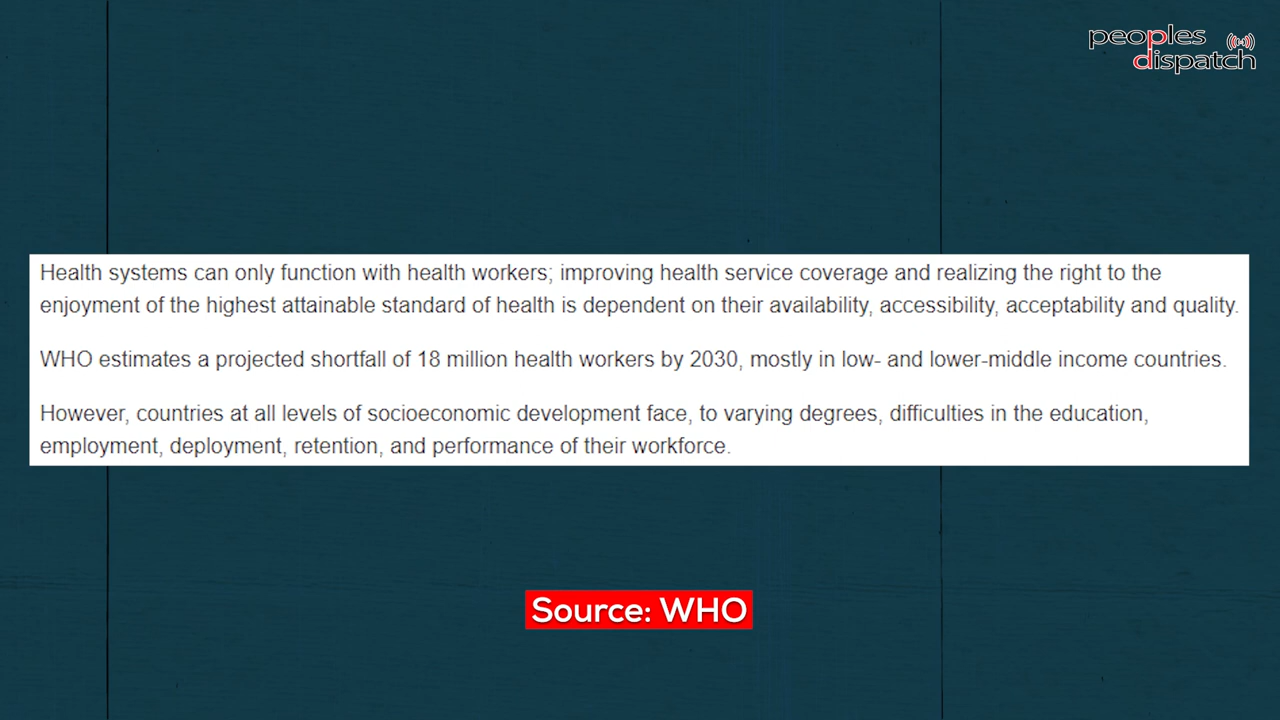 peoples
dispatch
Health systems can only function with health workers; improving health service coverage and realizing the right to the
enjoyment of the highest attainable standard of health is dependent on their availability, accessibility, acceptability and quality.
WHO estimates a projected shortfall of 18 million health workers by 2030, mostly in low- and lower-middle income countries.
However, countries at all levels of socioeconomic development face, to varying degrees, difficulties in the education,
employment, deployment, retention, and performance of their workforce.
Source: WHO